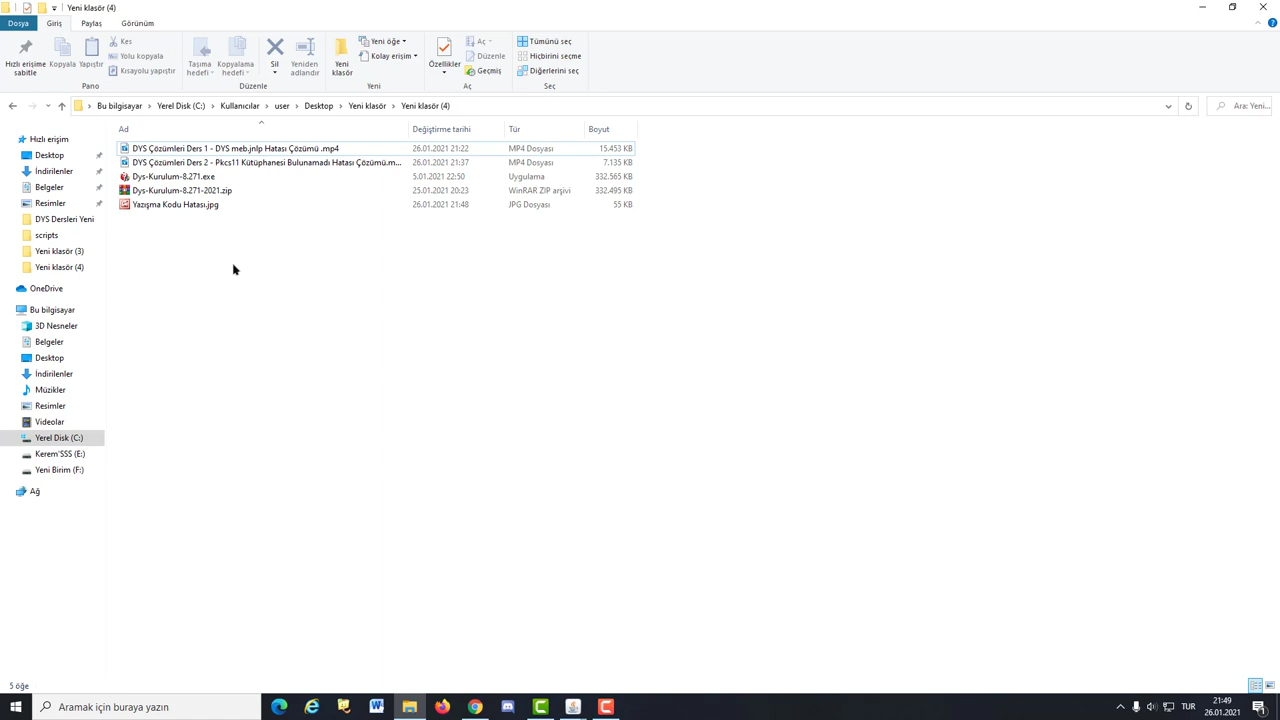 Yeni klasör (4)
Dosya Giriş Paylaş Görünüm
Hızlı erişime sabitle
Kopyala
Yapıştır
Kes
Yolu kopyala
Kısayolu yapıştır
Pano
Taşıma hedefi
Kopyalama hedefi
Sil
Yeniden adlandır
Düzenle
Yeni klasör
Yeni öğe
Kolay erişim
Yeni
Özellikler
Aç
Düzenle
Geçmiş
Aç
Tümünü seç
Hiçbirini seçme
Diğerlerini seç
Seç
Bu bilgisayar > Yerel Disk (C:) > Kullanıcılar > user > Desktop > Yeni klasör > Yeni klasör (4)
Ara: Yeni...
Hızlı erişim
Desktop
İndirilenler
Belgeler
Resimler
DYS Dersleri Yeni
scripts
Yeni klasör (3)
Yeni klasör (4)
OneDrive
Bu bilgisayar
3D Nesneler
Belgeler
Desktop
İndirilenler
Müzikler
Resimler
Videolar
Yerel Disk (C:)
Kerem'SSS (E:)
Yeni Birim (F:)
Ağ
Ad Değiştirme tarihi Tür Boyut
DYS Çözümleri Ders 1 - DYS meb.jnlp Hatası Çözümü .mp4 26.01.2021 21:22 MP4 Dosyası 15.453 KB
DYS Çözümleri Ders 2 - Pkcs11 Kütüphanesi Bulunamadı Hatası Çözümü.m... 26.01.2021 21:37 MP4 Dosyası 7.135 KB
Dys-Kurulum-8.271.exe 5.01.2021 22:50 Uygulama 332.565 KB
Dys-Kurulum-8.271-2021.zip 25.01.2021 20:23 WinRAR ZIP arşivi 332.495 KB
Yazışma Kodu Hatası.jpg 26.01.2021 21:48 JPG Dosyası 55 KB
5 öğe
Aramak için buraya yazın
TUR
21:49
26.01.2021